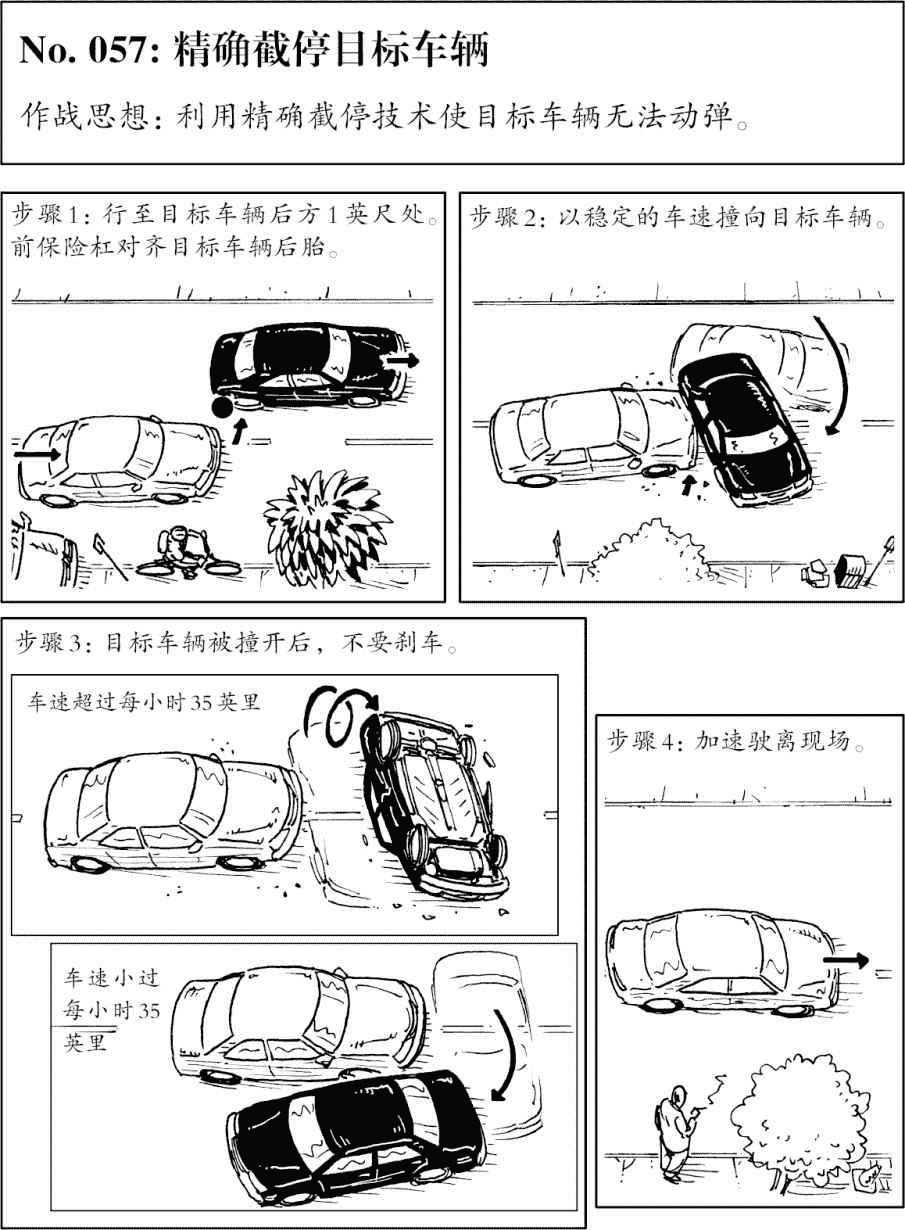 No. 057: 精确截停目标车辆
作战思想: 利用精确截停技术使目标车辆无法动弹。
步骤1: 行至目标车辆后方1英尺处。
前保险杠对齐目标车辆后胎。
步骤2: 以稳定的车速撞向目标车辆。
步骤3: 目标车辆被撞开后, 不要刹车。
车速超过每小时35英里
车速小过
每小时35
英里
步骤4: 加速驶离现场。